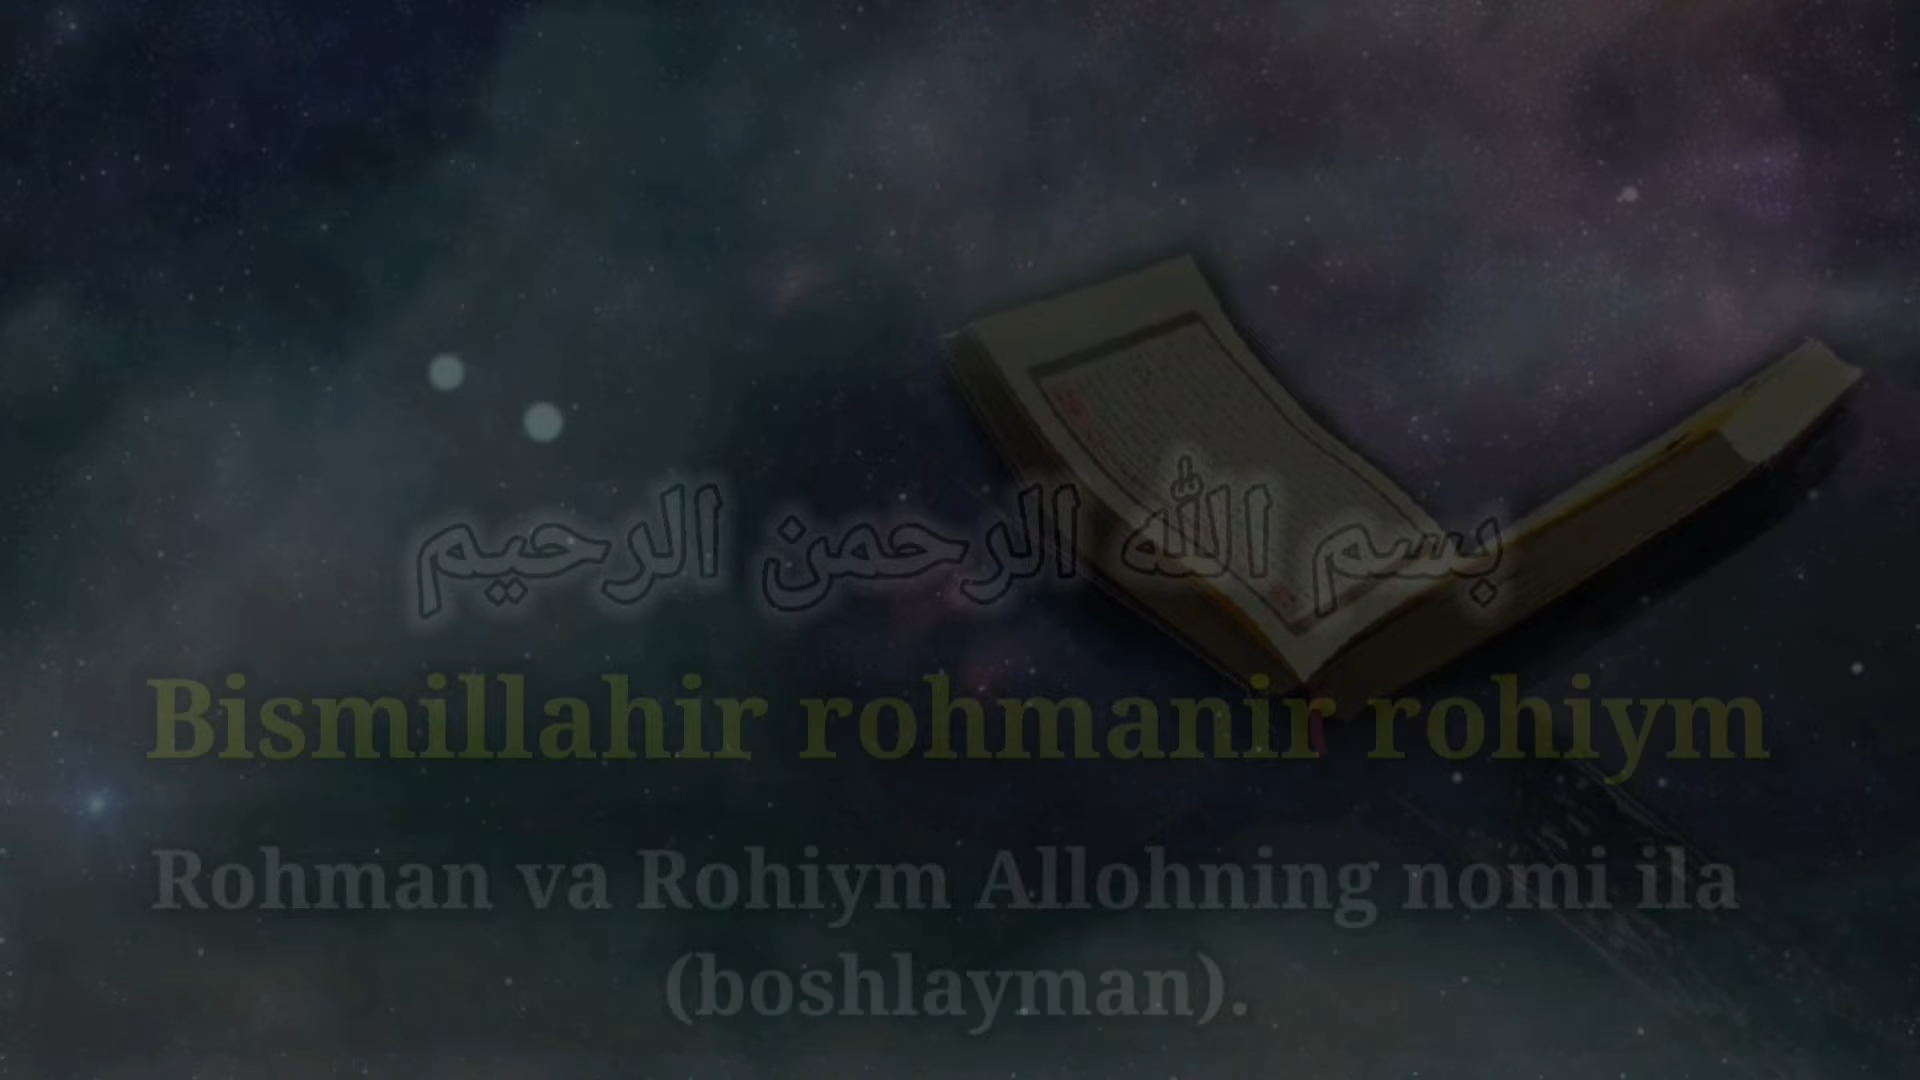 بسم الله الرحمن الرحيم
Bismillahir rohmanir rohiym
Rohman va Rohiym Allohning nomi ila
(boshlayman).